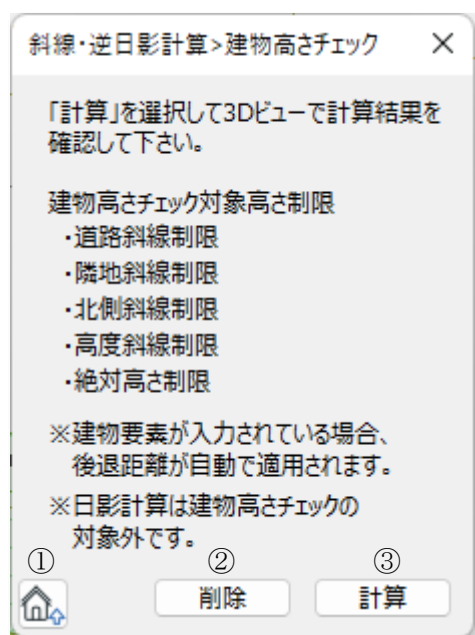 斜線・逆日影計算>建物高さチェック
「計算」を選択して3Dビューで計算結果を
確認して下さい。
建物高さチェック対象高さ制限
・道路斜線制限
・隣地斜線制限
・北側斜線制限
・高度斜線制限
・絶対高さ制限
※建物要素が入力されている場合、
後退距離が自動で適用されます。
※日影計算は建物高さチェックの
対象外です。
① ② ③
削除 計算